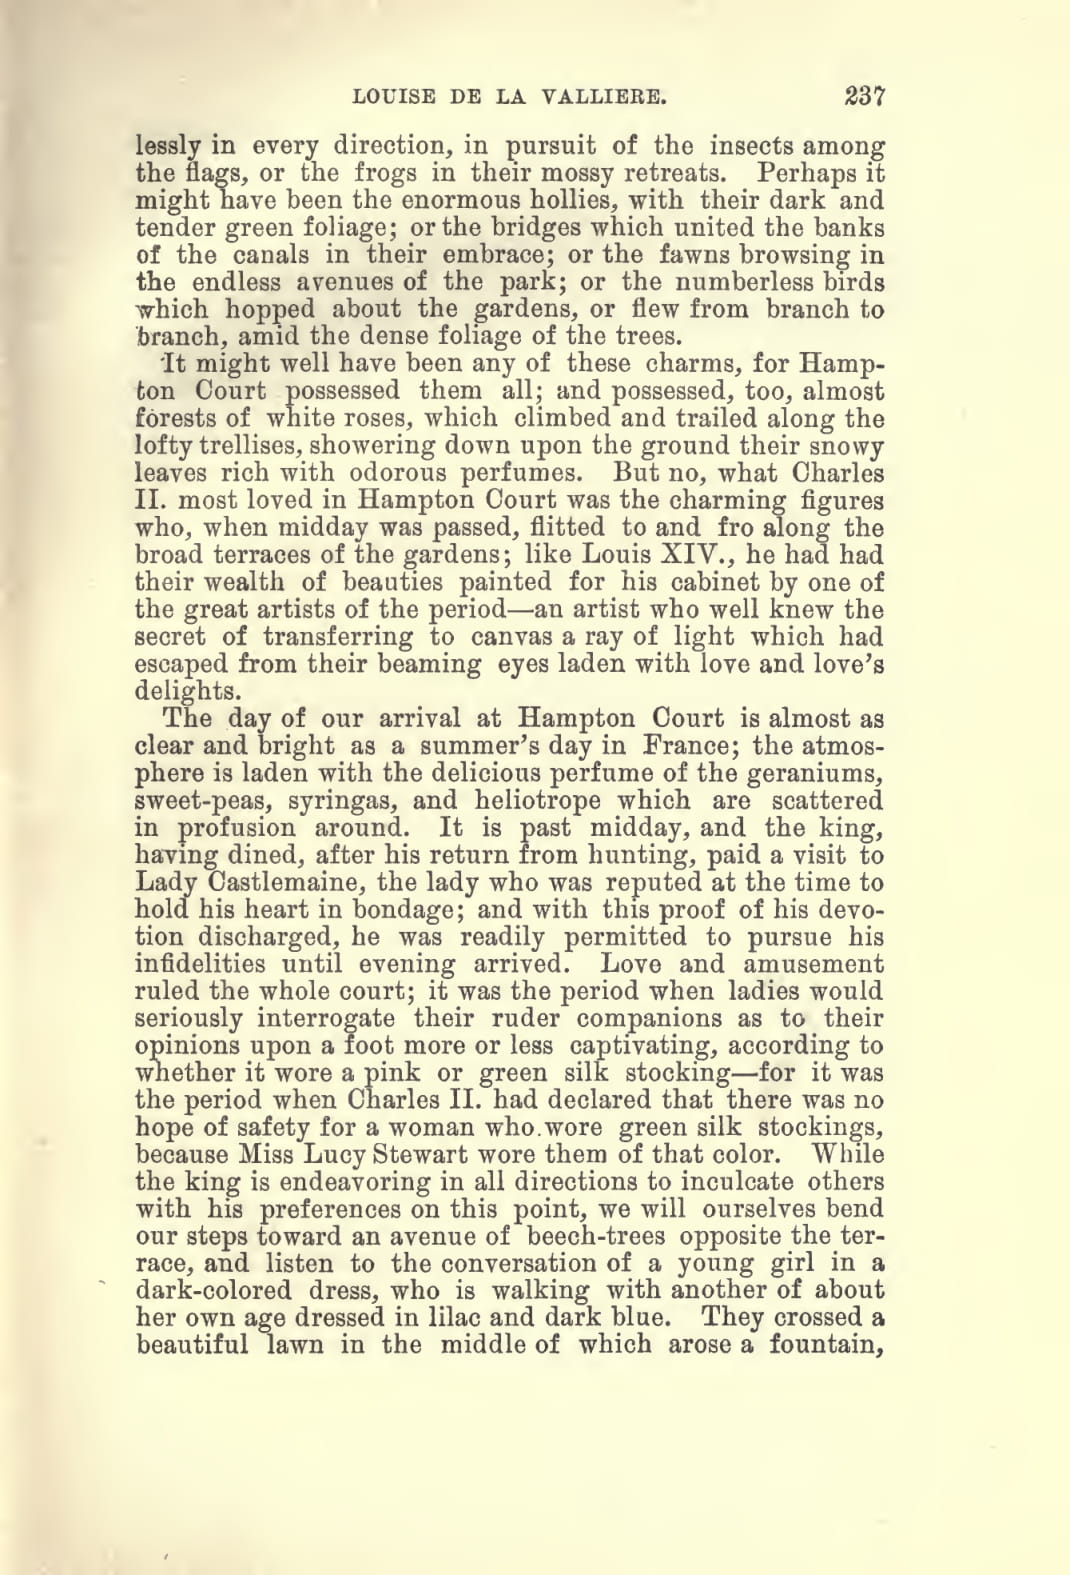 LOUISE DE LA VALLIERE. 237
lessly in every direction, in pursuit of the insects among
the flags, or the frogs in their mossy retreats. Perhaps it
might have been the enormous hollies, with their dark and
tender green foliage; or the bridges which united the banks
of the canals in their embrace; or the fawns browsing in
the endless avenues of the park; or the numberless birds
which hopped about the gardens, or flew from branch to
branch, amid the dense foliage of the trees.
It might well have been any of these charms, for Hamp-
ton Court possessed them all; and possessed, too, almost
forests of white roses, which climbed and trailed along the
lofty trellises, showering down upon the ground their snowy
leaves rich with odorous perfumes. But no, what Charles
II. most loved in Hampton Court was the charming figures
who, when midday was passed, flitted to and fro along the
broad terraces of the gardens; like Louis XIV., he had had
their wealth of beauties painted for his cabinet by one of
the great artists of the period—an artist who well knew the
secret of transferring to canvas a ray of light which had
escaped from their beaming eyes laden with love and love's
delights.
The day of our arrival at Hampton Court is almost as
clear and bright as a summer's day in France; the atmos-
phere is laden with the delicious perfume of the geraniums,
sweet-peas, syringas, and heliotrope which are scattered
in profusion around. It is past midday, and the king,
having dined, after his return from hunting, paid a visit to
Lady Castlemaine, the lady who was reputed at the time to
hold his heart in bondage; and with this proof of his devo-
tion discharged, he was readily permitted to pursue his
infidelities until evening arrived. Love and amusement
ruled the whole court; it was the period when ladies would
seriously interrogate their ruder companions as to their
opinions upon a foot more or less captivating, according to
whether it wore a pink or green silk stocking—for it was
the period when Charles II. had declared that there was no
hope of safety for a woman who wore green silk stockings,
because Miss Lucy Stewart wore them of that color. While
the king is endeavoring in all directions to inculcate others
with his preferences on this point, we will ourselves bend
our steps toward an avenue of beech-trees opposite the ter-
race, and listen to the conversation of a young girl in a
dark-colored dress, who is walking with another of about
her own age dressed in lilac and dark blue. They crossed a
beautiful lawn in the middle of which arose a fountain,